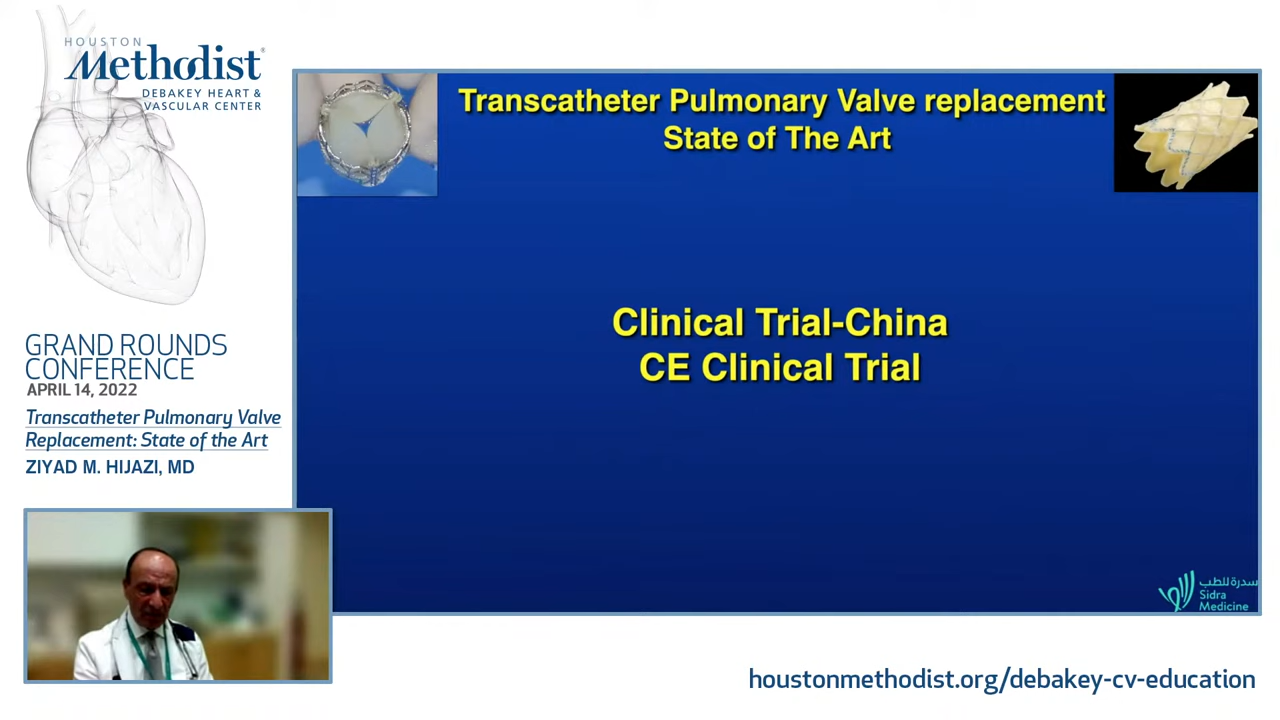 HOUSTON
Methodist®
DEBAKEY HEART &
VASCULAR CENTER
GRAND ROUNDS
CONFERENCE
APRIL 14, 2022
Transcatheter Pulmonary Valve
Replacement: State of the Art
ZIYAD M. HIJAZI, MD
Transcatheter Pulmonary Valve replacement
State of The Art
Clinical Trial-China
CE Clinical Trial
سدرة للطب
Sidra
Medicine
houstonmethodist.org/debakey-cv-education